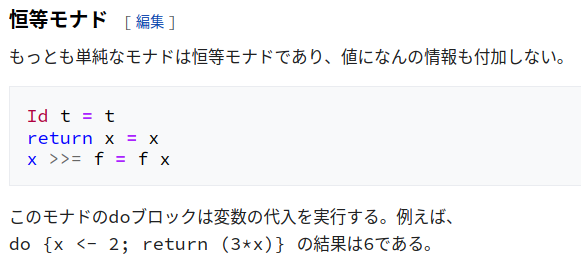 恒等モナド [編集]
もっとも単純なモナドは恒等モナドであり、値になんの情報も付加しない。
Id t = t
return x = x
x >>= f = f x
このモナドのdoブロックは変数の代入を実行する。例えば、
do {x <- 2; return (3*x)} の結果は6である。